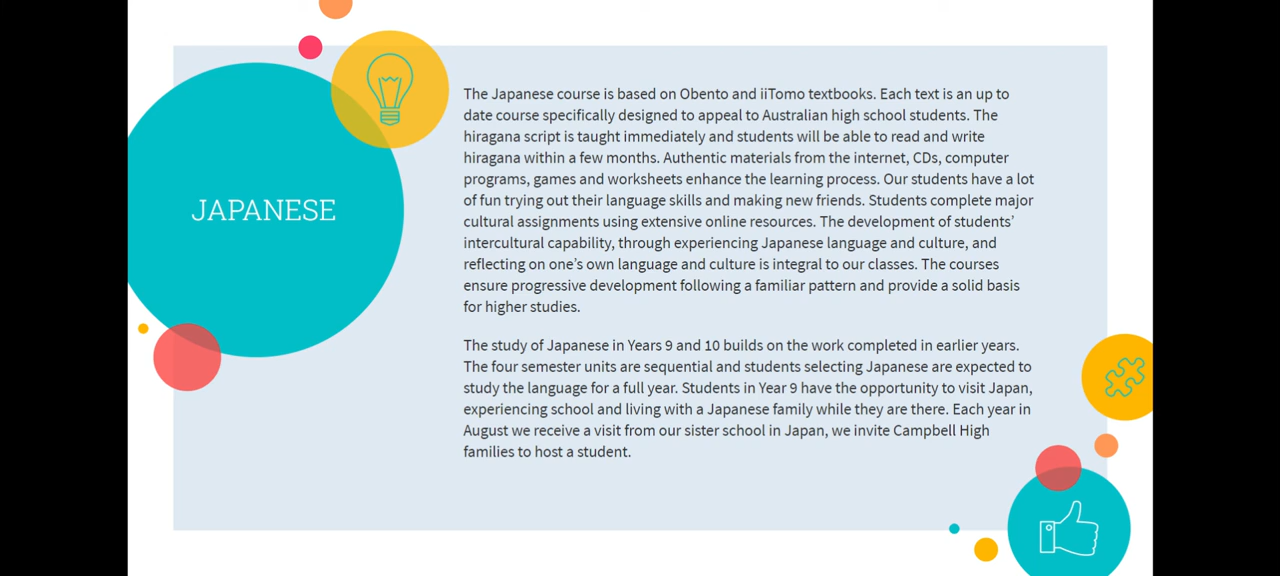 JAPANESE
The Japanese course is based on Obento and iiTomo textbooks. Each text is an up to
date course specifically designed to appeal to Australian high school students. The
hiragana script is taught immediately and students will be able to read and write
hiragana within a few months. Authentic materials from the internet, CDs, computer
programs, games and worksheets enhance the learning process. Our students have a lot
of fun trying out their language skills and making new friends. Students complete major
cultural assignments using extensive online resources. The development of students’
intercultural capability, through experiencing Japanese language and culture, and
reflecting on one’s own language and culture is integral to our classes. The courses
ensure progressive development following a familiar pattern and provide a solid basis
for higher studies.
The study of Japanese in Years 9 and 10 builds on the work completed in earlier years.
The four semester units are sequential and students selecting Japanese are expected to
study the language for a full year. Students in Year 9 have the opportunity to visit Japan,
experiencing school and living with a Japanese family while they are there. Each year in
August we receive a visit from our sister school in Japan, we invite Campbell High
families to host a student.